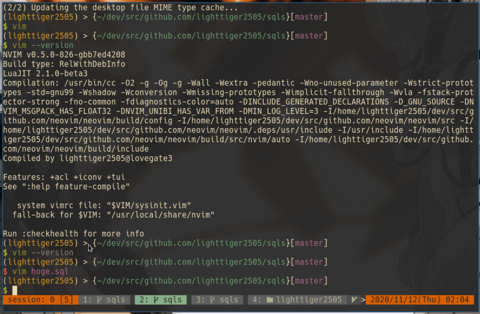 (2/2) Updating the desktop file MIME type cache...
(lighttiger2505) > {~/dev/src/github.com/lighttiger2505/sqls}[master]
$ vim
(lighttiger2505) > {~/dev/src/github.com/lighttiger2505/sqls}[master]
$ vim --version
NVIM v0.5.0-826-gbb7ed4208
Build type: RelWithDebInfo
LuaJIT 2.1.0-beta3
Compilation: /usr/bin/cc -O2 -g -Og -g -Wall -Wextra -pedantic -Wno-unused-parameter -Wstrict-protot
ypes -std=gnu99 -Wshadow -Wconversion -Wmissing-prototypes -Wimplicit-fallthrough -Wvla -fstack-prot
ector-strong -fno-common -fdiagnostics-color=auto -DINCLUDE_GENERATED_DECLARATIONS -D_GNU_SOURCE -DN
VIM_MSGPACK_HAS_FLOAT32 -DNVIM_UNIBI_HAS_VAR_FROM -DMIN_LOG_LEVEL=3 -I/home/lighttiger2505/dev/src/g
ithub.com/neovim/neovim/build/config -I/home/lighttiger2505/dev/src/github.com/neovim/neovim/src -I/
home/lighttiger2505/dev/src/github.com/neovim/neovim/.deps/usr/include -I/usr/include -I/home/lightt
iger2505/dev/src/github.com/neovim/neovim/build/src/nvim/auto -I/home/lighttiger2505/dev/src/github.
com/neovim/neovim/build/include
Compiled by lighttiger2505@lovegate3
Features: +acl +iconv +tui
See ":help feature-compile"
system vimrc file: "$VIM/sysinit.vim"
fall-back for $VIM: "/usr/local/share/nvim"
Run :checkhealth for more info
(lighttiger2505) > {~/dev/src/github.com/lighttiger2505/sqls}[master]
$ vim --version
(lighttiger2505) > {~/dev/src/github.com/lighttiger2505/sqls}[master]
$ vim hoge.sql
(lighttiger2505) > {~/dev/src/github.com/lighttiger2505/sqls}[master]
$
session: 0 [5] 1: sqls 2: sqls 3: sqls 4: lighttiger2505 > 2020/11/12(Thu) 02:04